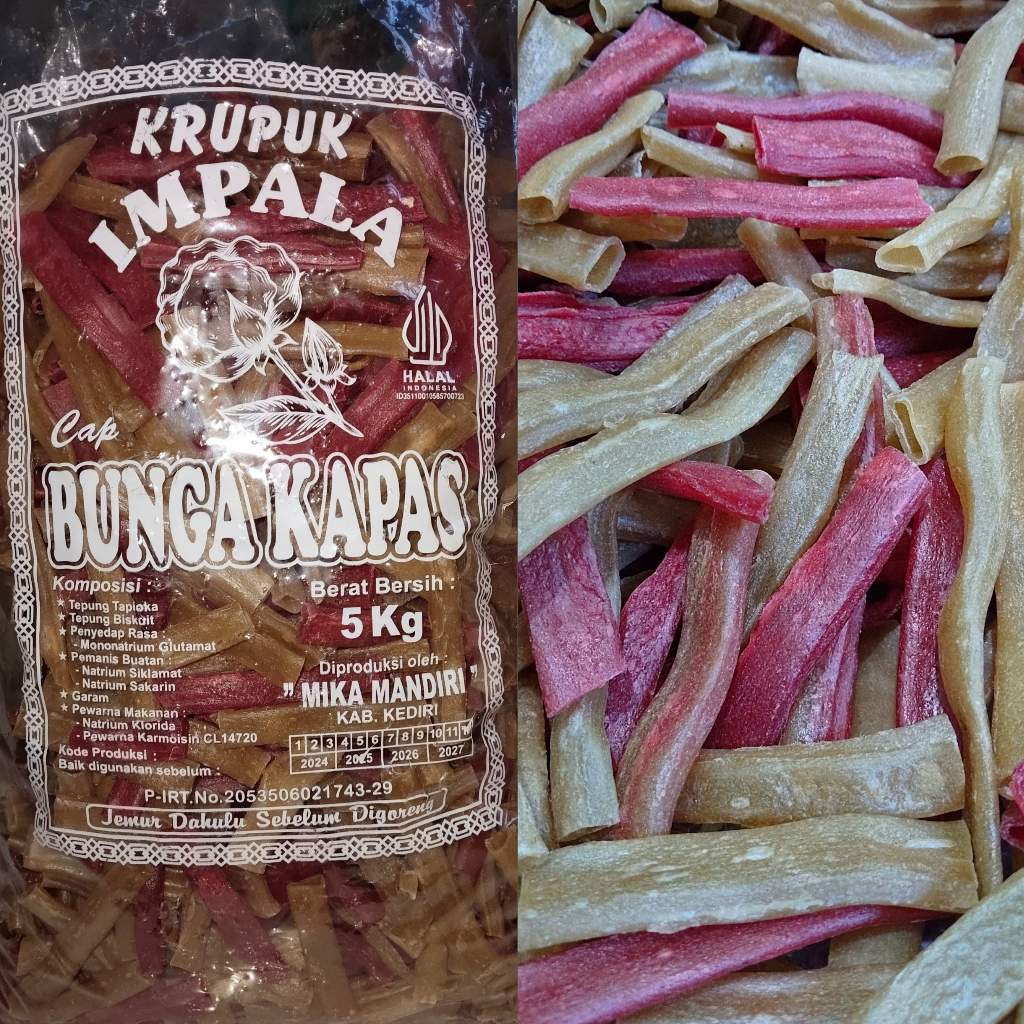 KRUPUK
IMPALA
HALAL
INDONESIA
ID35110010585700723
Cap
BUNGA KAPAS
Komposisi :
★ Tepung Tapioka
★ Tepung Biskuit
★ Penyedap Rasa :
- Mononatrium Glutamat
★ Pemanis Buatan :
- Natrium Siklamat
- Natrium Sakarin
★ Garam
★ Pewarna Makanan :
- Natrium Klorida
- Pewarna Karmoisin CL14720
Kode Produksi :
Baik digunakan sebelum :
Berat Bersih :
5 Kg
Diproduksi oleh :
" MIKA MANDIRI "
KAB. KEDIRI
1 2 3 4 5 6 7 8 9 10 11 12
2024 2025 2026 2027
P-IRT.No.2053506021743-29
Jemur Dahulu Sebelum Digoreng